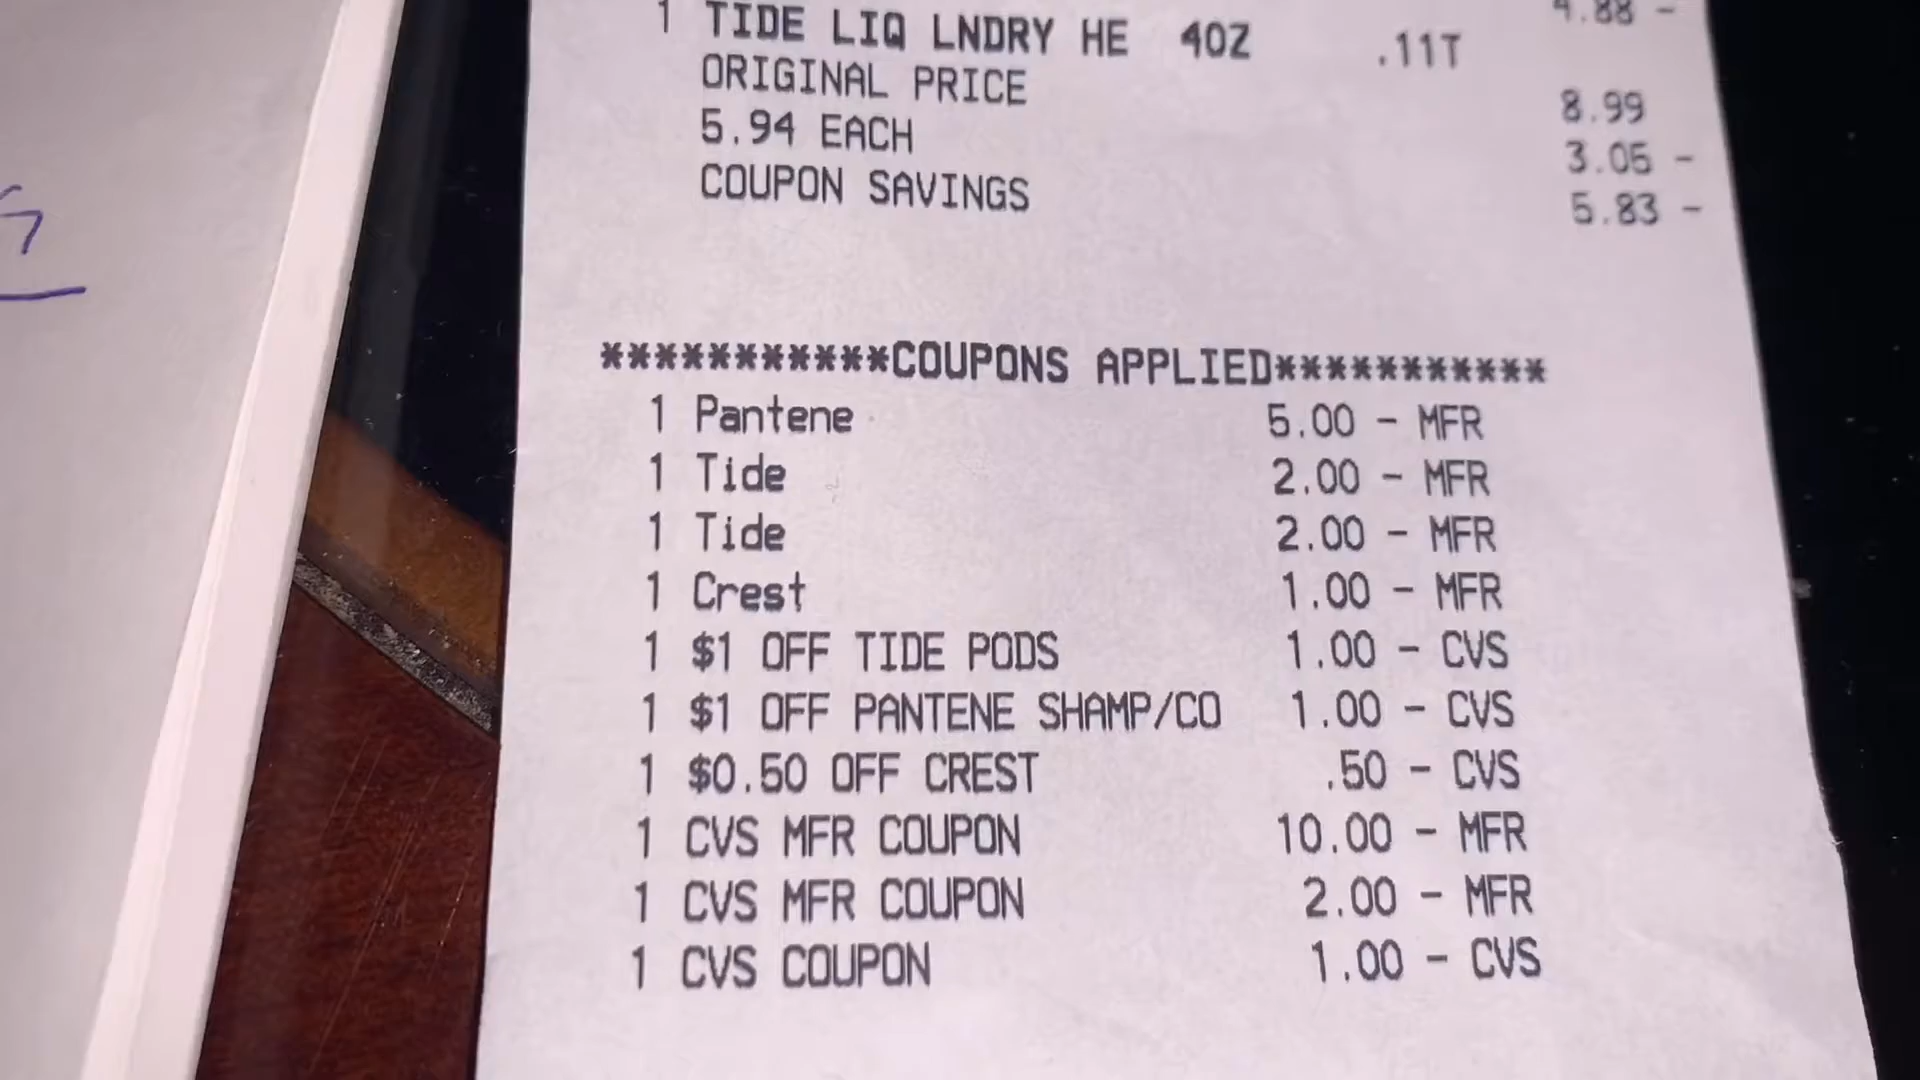 4.88 -
1 TIDE LIQ LNDRY HE 40Z .11T
ORIGINAL PRICE 8.99
5.94 EACH 3.05 -
COUPON SAVINGS 5.83 -
***********COUPONS APPLIED***********
1 Pantene 5.00 - MFR
1 Tide 2.00 - MFR
1 Tide 2.00 - MFR
1 Crest 1.00 - MFR
1 $1 OFF TIDE PODS 1.00 - CVS
1 $1 OFF PANTENE SHAMP/CO 1.00 - CVS
1 $0.50 OFF CREST .50 - CVS
1 CVS MFR COUPON 10.00 - MFR
1 CVS MFR COUPON 2.00 - MFR
1 CVS COUPON 1.00 - CVS